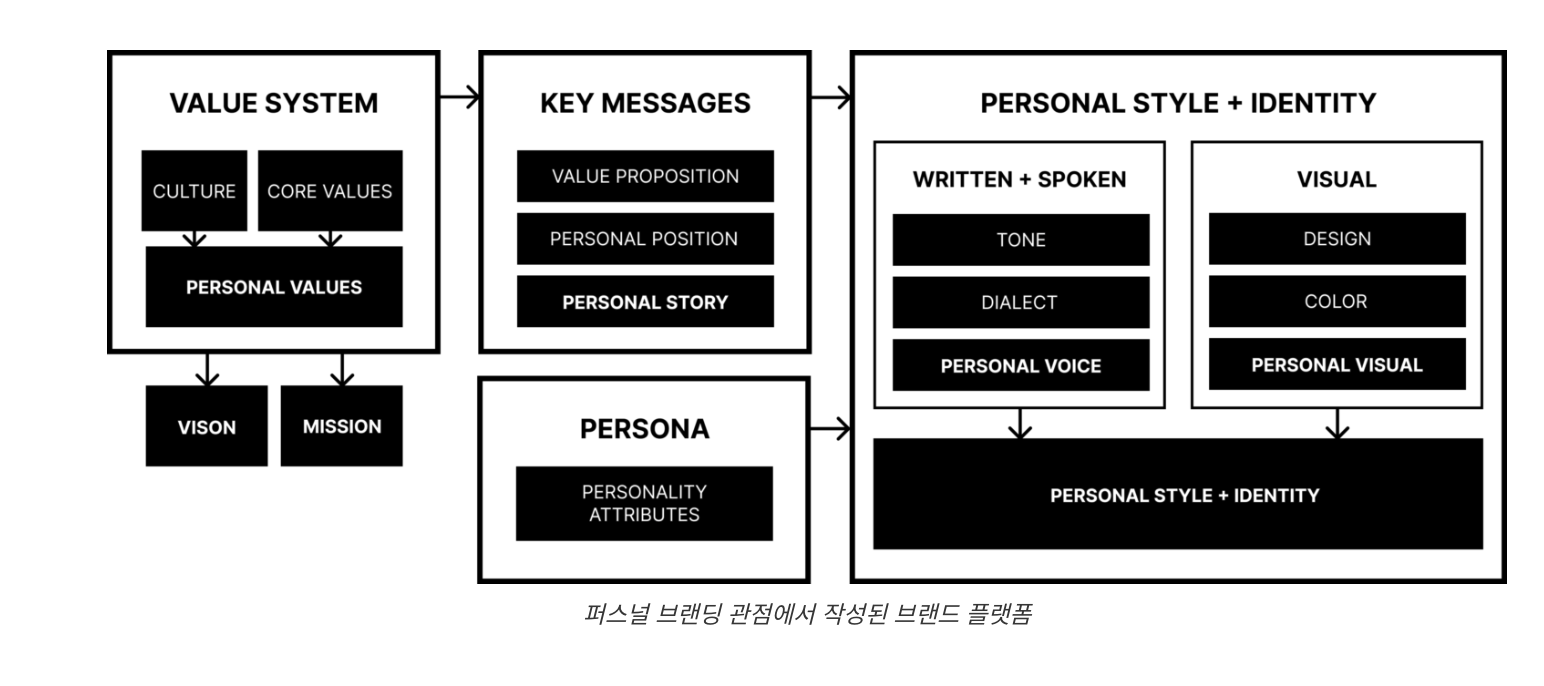 VALUE SYSTEM
CULTURE
CORE VALUES
PERSONAL VALUES
VISON
MISSION
KEY MESSAGES
VALUE PROPOSITION
PERSONAL POSITION
PERSONAL STORY
PERSONA
PERSONALITY
ATTRIBUTES
PERSONAL STYLE + IDENTITY
WRITTEN + SPOKEN
TONE
DIALECT
PERSONAL VOICE
VISUAL
DESIGN
COLOR
PERSONAL VISUAL
PERSONAL STYLE + IDENTITY
퍼스널 브랜딩 관점에서 작성된 브랜드 플랫폼